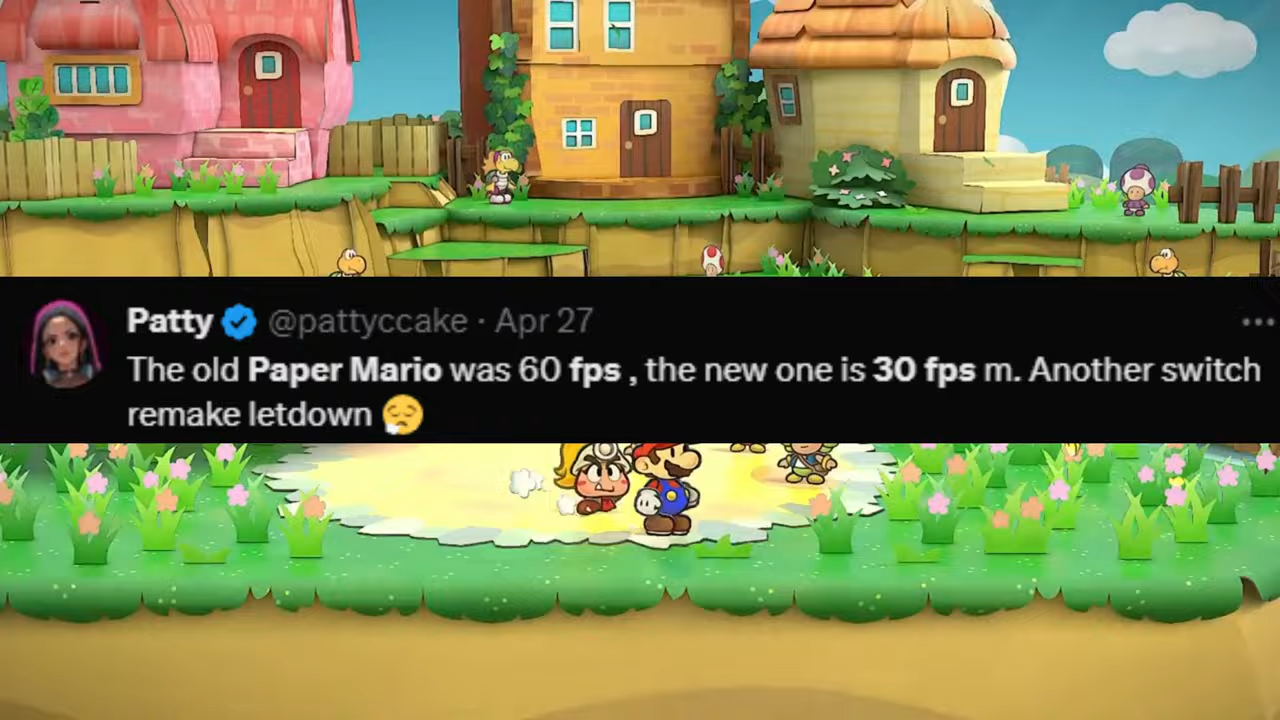 Patty @pattyccake · Apr 27
The old Paper Mario was 60 fps , the new one is 30 fps m. Another switch
remake letdown 😮‍💨